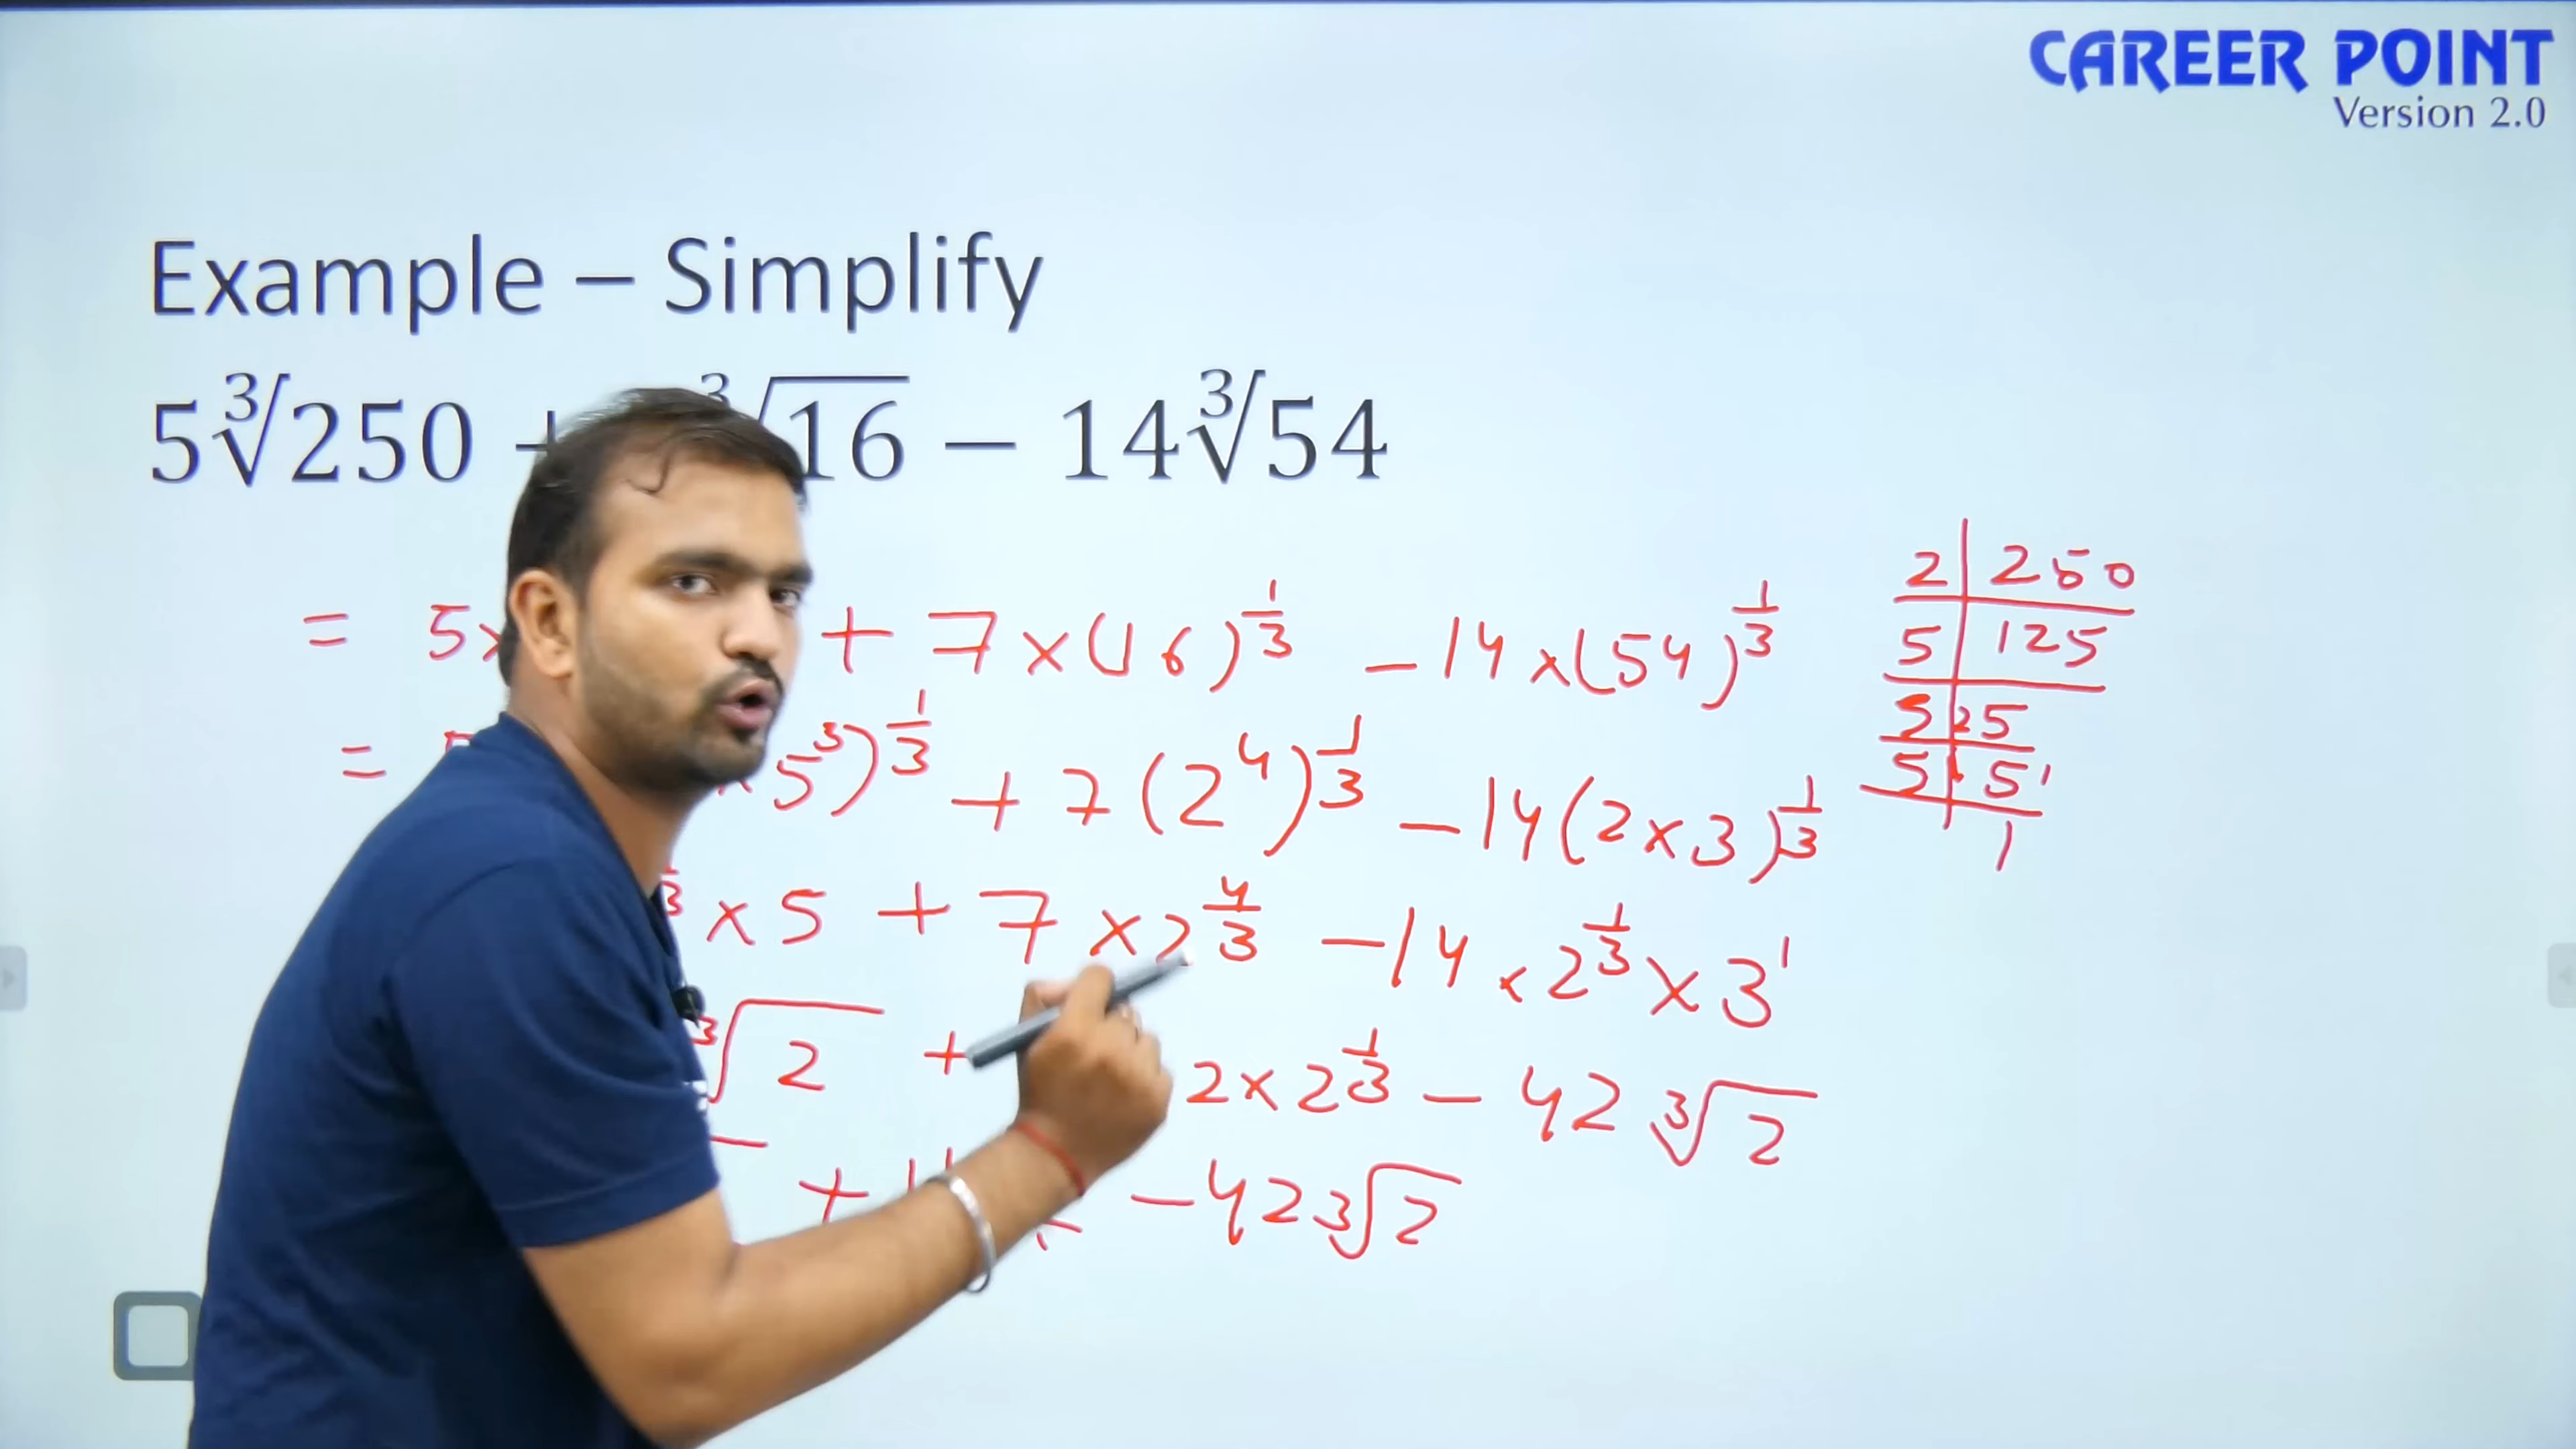 CAREER POINT
Version 2.0
Example – Simplify
5∛250 + ∛16 − 14∛54
= 5× + 7×(16)^1/3 −14×(54)^1/3
= ×5³)^1/3 + 7(2⁴)^1/3 −14(2×3)^1/3
×5 + 7×2^4/3 −14×2^1/3×3¹
∛2 + 2×2^1/3 − 42∛2
+ −42∛2
2 | 250
5 | 125
5 | 25
5 | 5
1